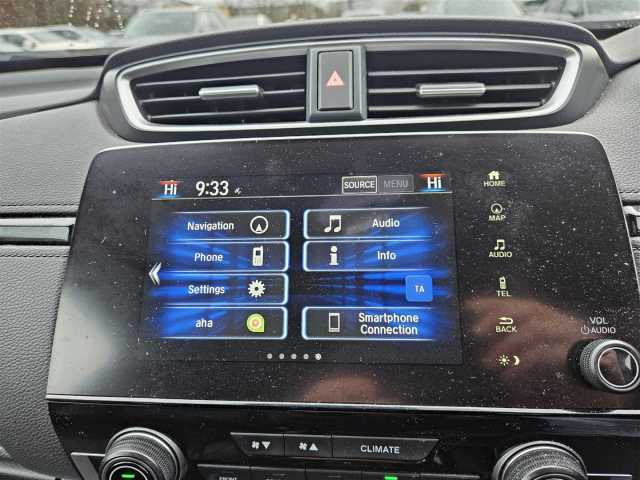 Hi 9:33 SOURCE MENU Hi
HOME
Navigation Audio
MAP
Phone Info
AUDIO
Settings TA
TEL
aha Smartphone
Connection
BACK
VOL
AUDIO
CLIMATE
FRONT